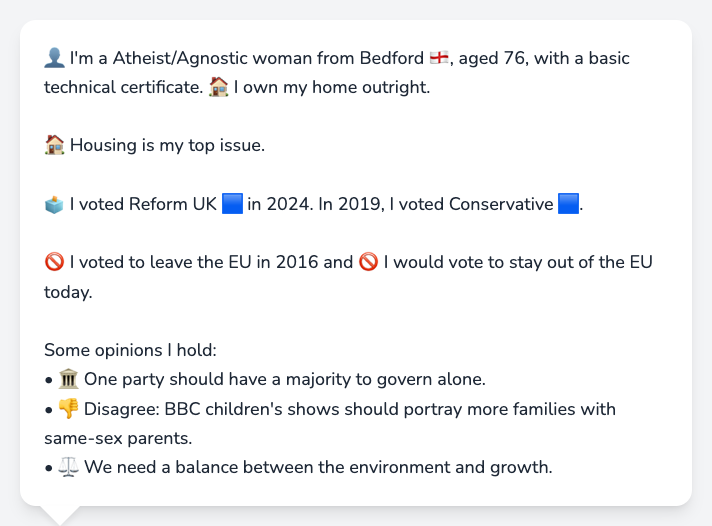 👤 I'm a Atheist/Agnostic woman from Bedford 🏴󠁧󠁢󠁥󠁮󠁧󠁿, aged 76, with a basic
technical certificate. 🏠 I own my home outright.
🏠 Housing is my top issue.
🗳️ I voted Reform UK 🟦 in 2024. In 2019, I voted Conservative 🟦.
🚫 I voted to leave the EU in 2016 and 🚫 I would vote to stay out of the EU
today.
Some opinions I hold:
• 🏛️ One party should have a majority to govern alone.
• 👎 Disagree: BBC children's shows should portray more families with
same-sex parents.
• ⚖️ We need a balance between the environment and growth.